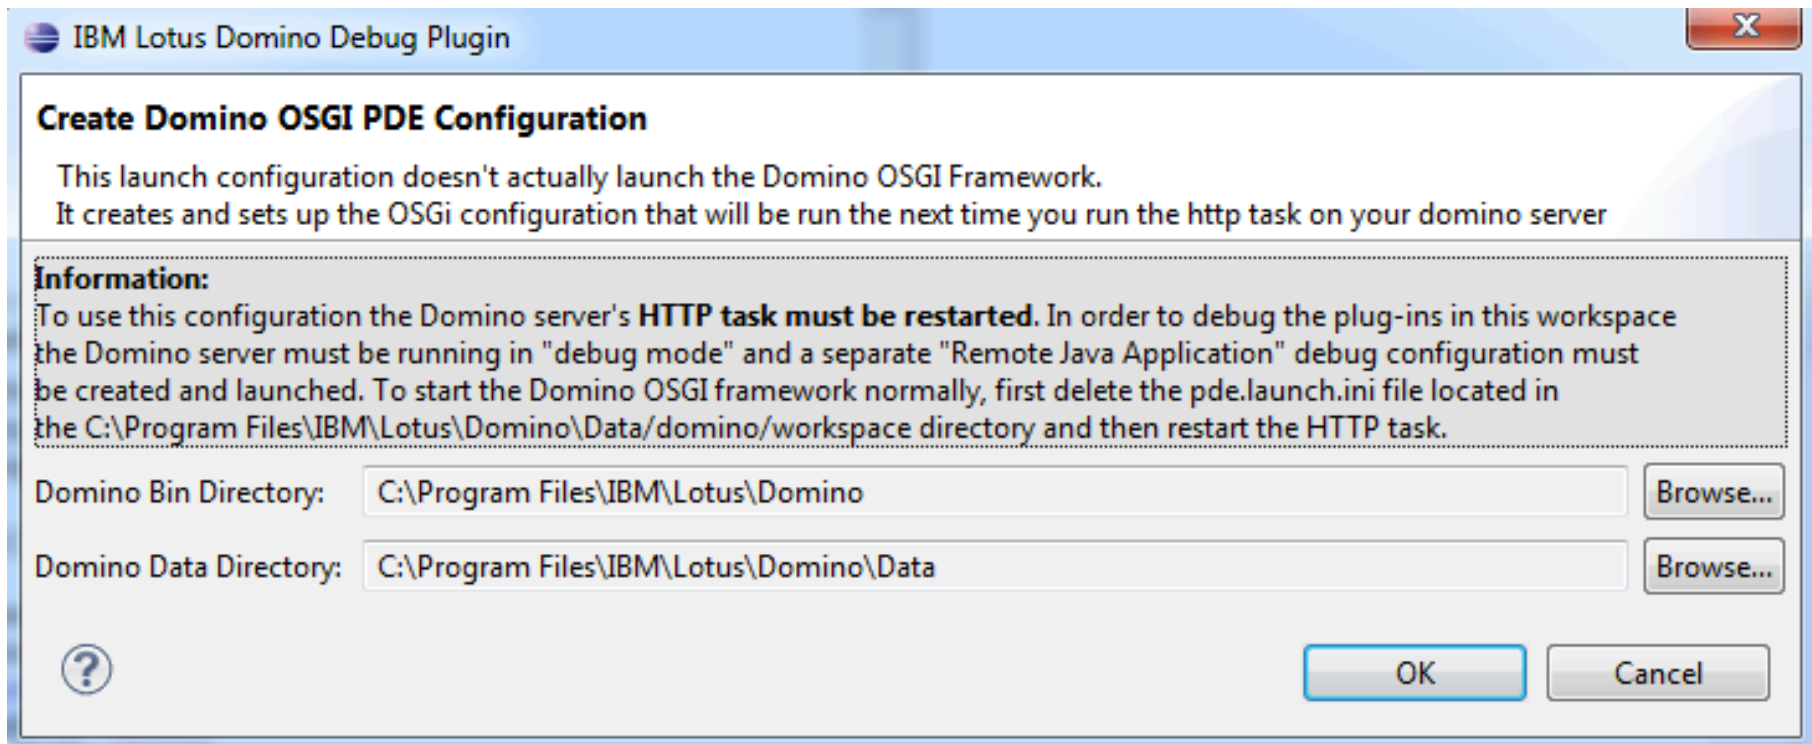 IBM Lotus Domino Debug Plugin
Create Domino OSGI PDE Configuration
This launch configuration doesn't actually launch the Domino OSGI Framework.
It creates and sets up the OSGi configuration that will be run the next time you run the http task on your domino server
Information:
To use this configuration the Domino server's HTTP task must be restarted. In order to debug the plug-ins in this workspace
the Domino server must be running in "debug mode" and a separate "Remote Java Application" debug configuration must
be created and launched. To start the Domino OSGI framework normally, first delete the pde.launch.ini file located in
the C:\Program Files\IBM\Lotus\Domino\Data/domino/workspace directory and then restart the HTTP task.
Domino Bin Directory: C:\Program Files\IBM\Lotus\Domino Browse...
Domino Data Directory: C:\Program Files\IBM\Lotus\Domino\Data Browse...
? OK Cancel